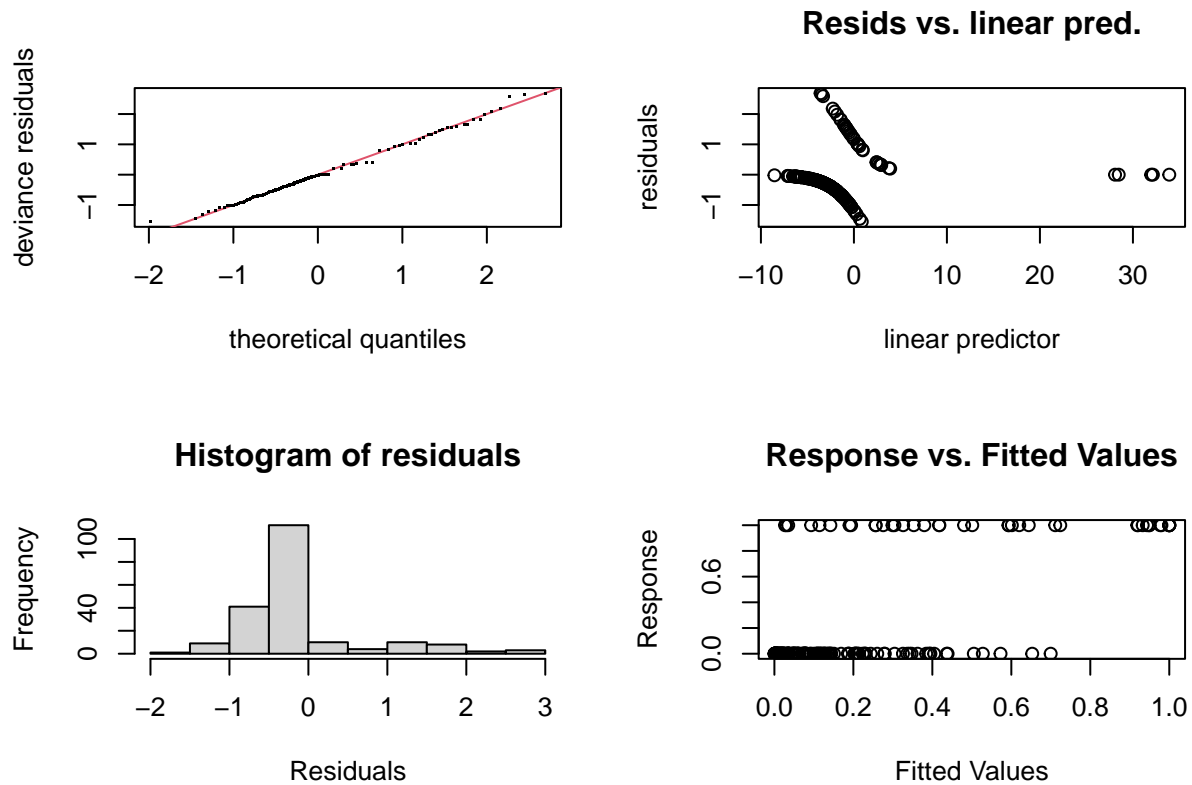 deviance residuals
1
−1
−2 −1 0 1 2
theoretical quantiles
Resids vs. linear pred.
residuals
1
−1
−10 0 10 20 30
linear predictor
Histogram of residuals
Frequency
100
40
0
−2 −1 0 1 2 3
Residuals
Response vs. Fitted Values
Response
0.6
0.0
0.0 0.2 0.4 0.6 0.8 1.0
Fitted Values